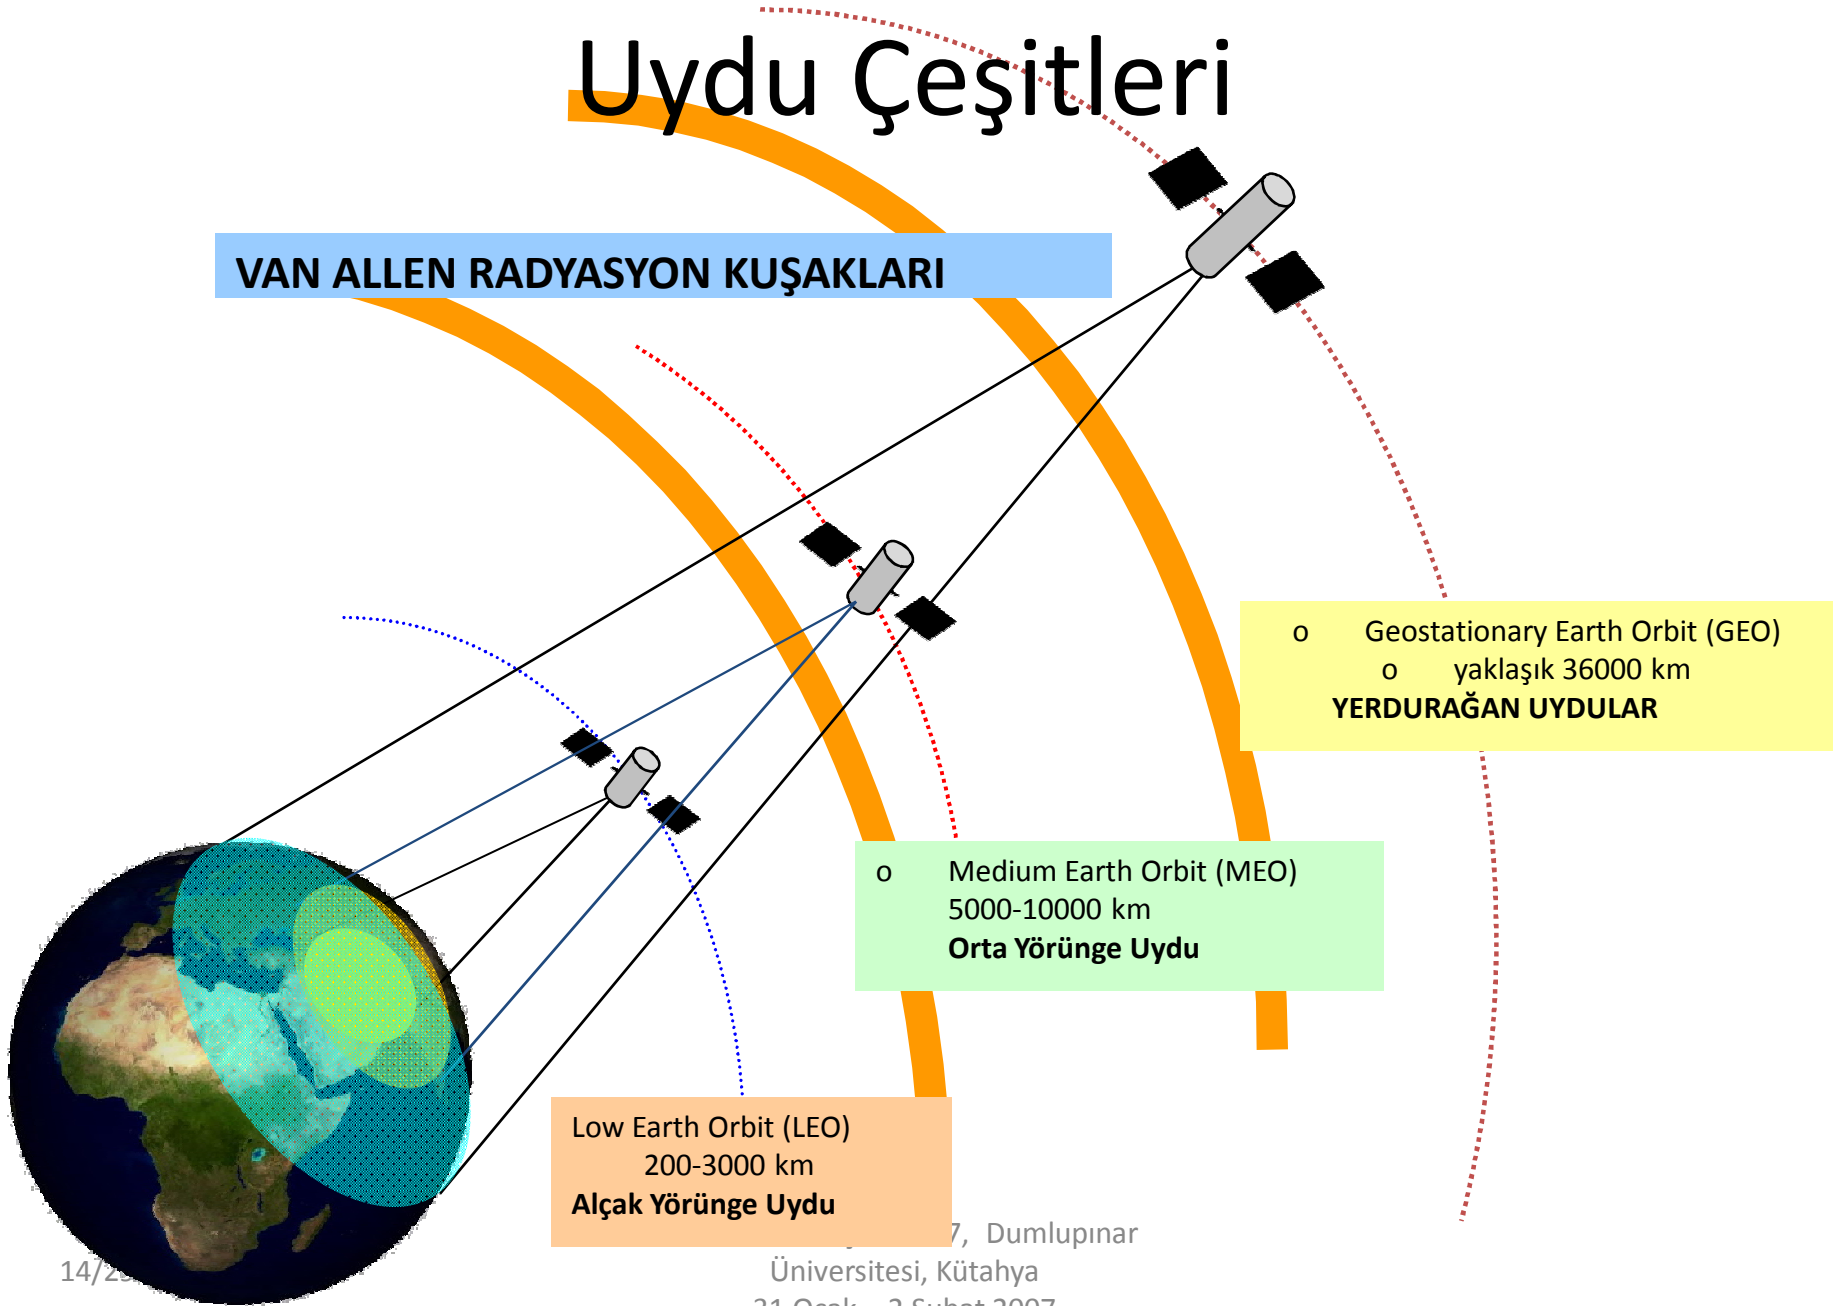 Uydu Çeşitleri
VAN ALLEN RADYASYON KUŞAKLARI
o Geostationary Earth Orbit (GEO)
o yaklaşık 36000 km
YERDURAĞAN UYDULAR
o Medium Earth Orbit (MEO)
5000-10000 km
Orta Yörünge Uydu
Low Earth Orbit (LEO)
200-3000 km
Alçak Yörünge Uydu
7, Dumlupınar
Üniversitesi, Kütahya